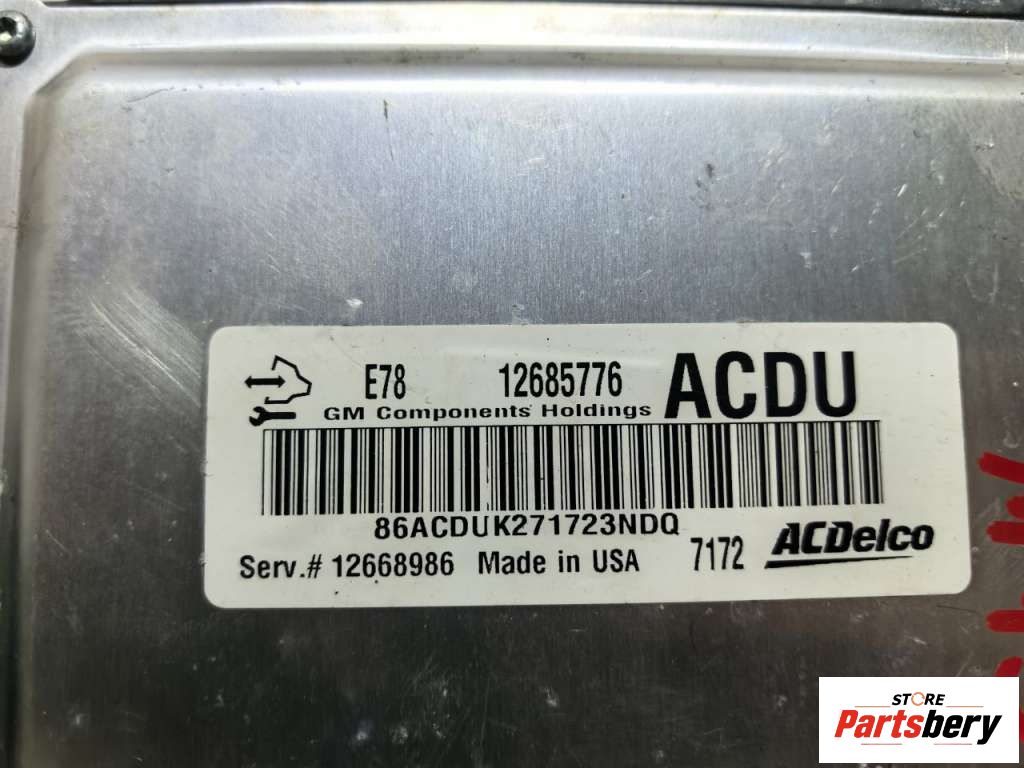 E78 12685776 ACDU
GM Components Holdings
86ACDUK271723NDQ
Serv.# 12668986 Made in USA 7172 ACDelco
STORE
Partsbery